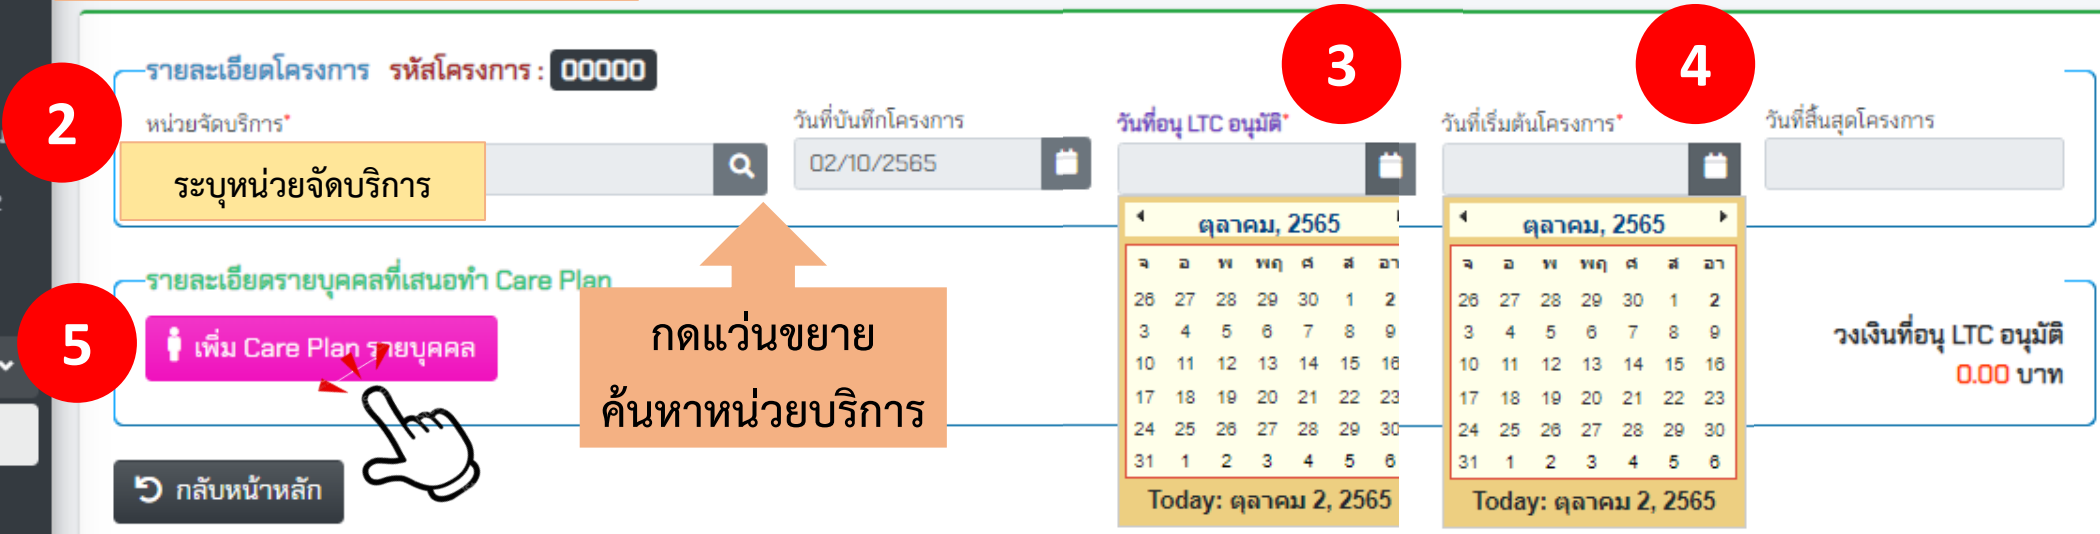 3
4
รายละเอียดโครงการ รหัสโครงการ : 00000
2
หน่วยจัดบริการ*
วันที่บันทึกโครงการ
วันที่อนุ LTC อนุมัติ*
วันที่เริ่มต้นโครงการ*
วันที่สิ้นสุดโครงการ
ระบุหน่วยจัดบริการ
02/10/2565
ตุลาคม, 2565
จ อ พ พฤ ศ ส อา
26 27 28 29 30 1 2
3 4 5 6 7 8 9
10 11 12 13 14 15 16
17 18 19 20 21 22 23
24 25 26 27 28 29 30
31 1 2 3 4 5 6
Today: ตุลาคม 2, 2565
ตุลาคม, 2565
จ อ พ พฤ ศ ส อา
26 27 28 29 30 1 2
3 4 5 6 7 8 9
10 11 12 13 14 15 16
17 18 19 20 21 22 23
24 25 26 27 28 29 30
31 1 2 3 4 5 6
Today: ตุลาคม 2, 2565
รายละเอียดรายบุคคลที่เสนอทำ Care Plan
5
เพิ่ม Care Plan รายบุคคล
กดแว่นขยาย
ค้นหาหน่วยบริการ
วงเงินที่อนุ LTC อนุมัติ
0.00 บาท
กลับหน้าหลัก